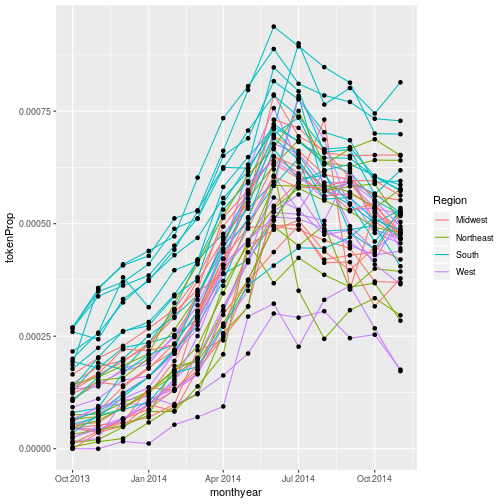 0.00075
0.00050
0.00025
0.00000
tokenProp
Oct 2013 Jan 2014 Apr 2014 Jul 2014 Oct 2014
monthyear
Region
Midwest
Northeast
South
West